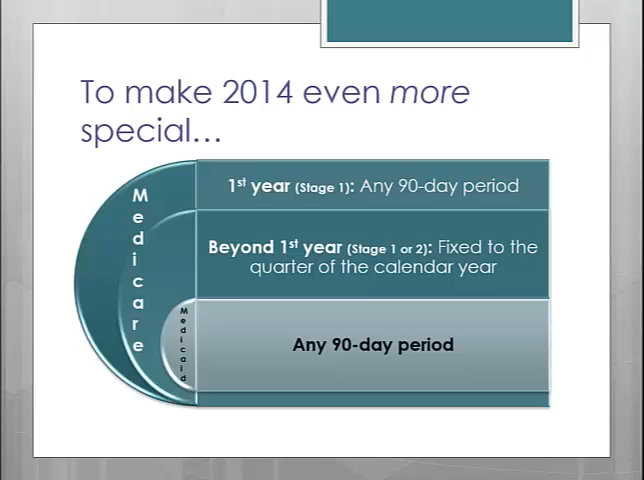 To make 2014 even more
special...
Medicare
1st year (Stage 1): Any 90-day period
Beyond 1st year (Stage 1 or 2): Fixed to the
quarter of the calendar year
Medicaid
Any 90-day period